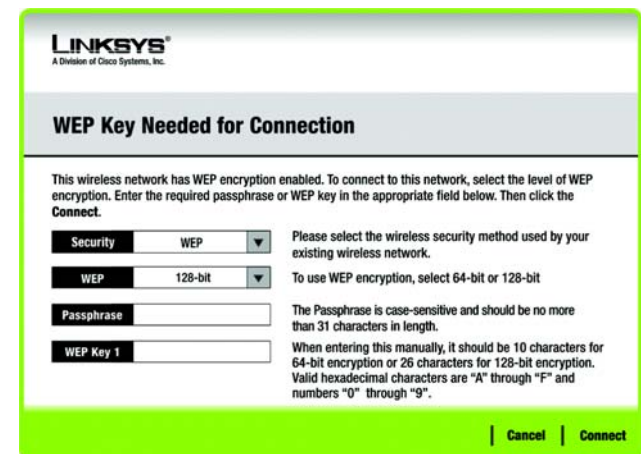 LINKSYS®
A Division of Cisco Systems, Inc.
WEP Key Needed for Connection
This wireless network has WEP encryption enabled. To connect to this network, select the level of WEP
encryption. Enter the required passphrase or WEP key in the appropriate field below. Then click the
Connect.
Security WEP
Please select the wireless security method used by your
existing wireless network.
WEP 128-bit
To use WEP encryption, select 64-bit or 128-bit
Passphrase
The Passphrase is case-sensitive and should be no more
than 31 characters in length.
WEP Key 1
When entering this manually, it should be 10 characters for
64-bit encryption or 26 characters for 128-bit encryption.
Valid hexadecimal characters are “A” through “F” and
numbers “0” through “9”.
Cancel Connect